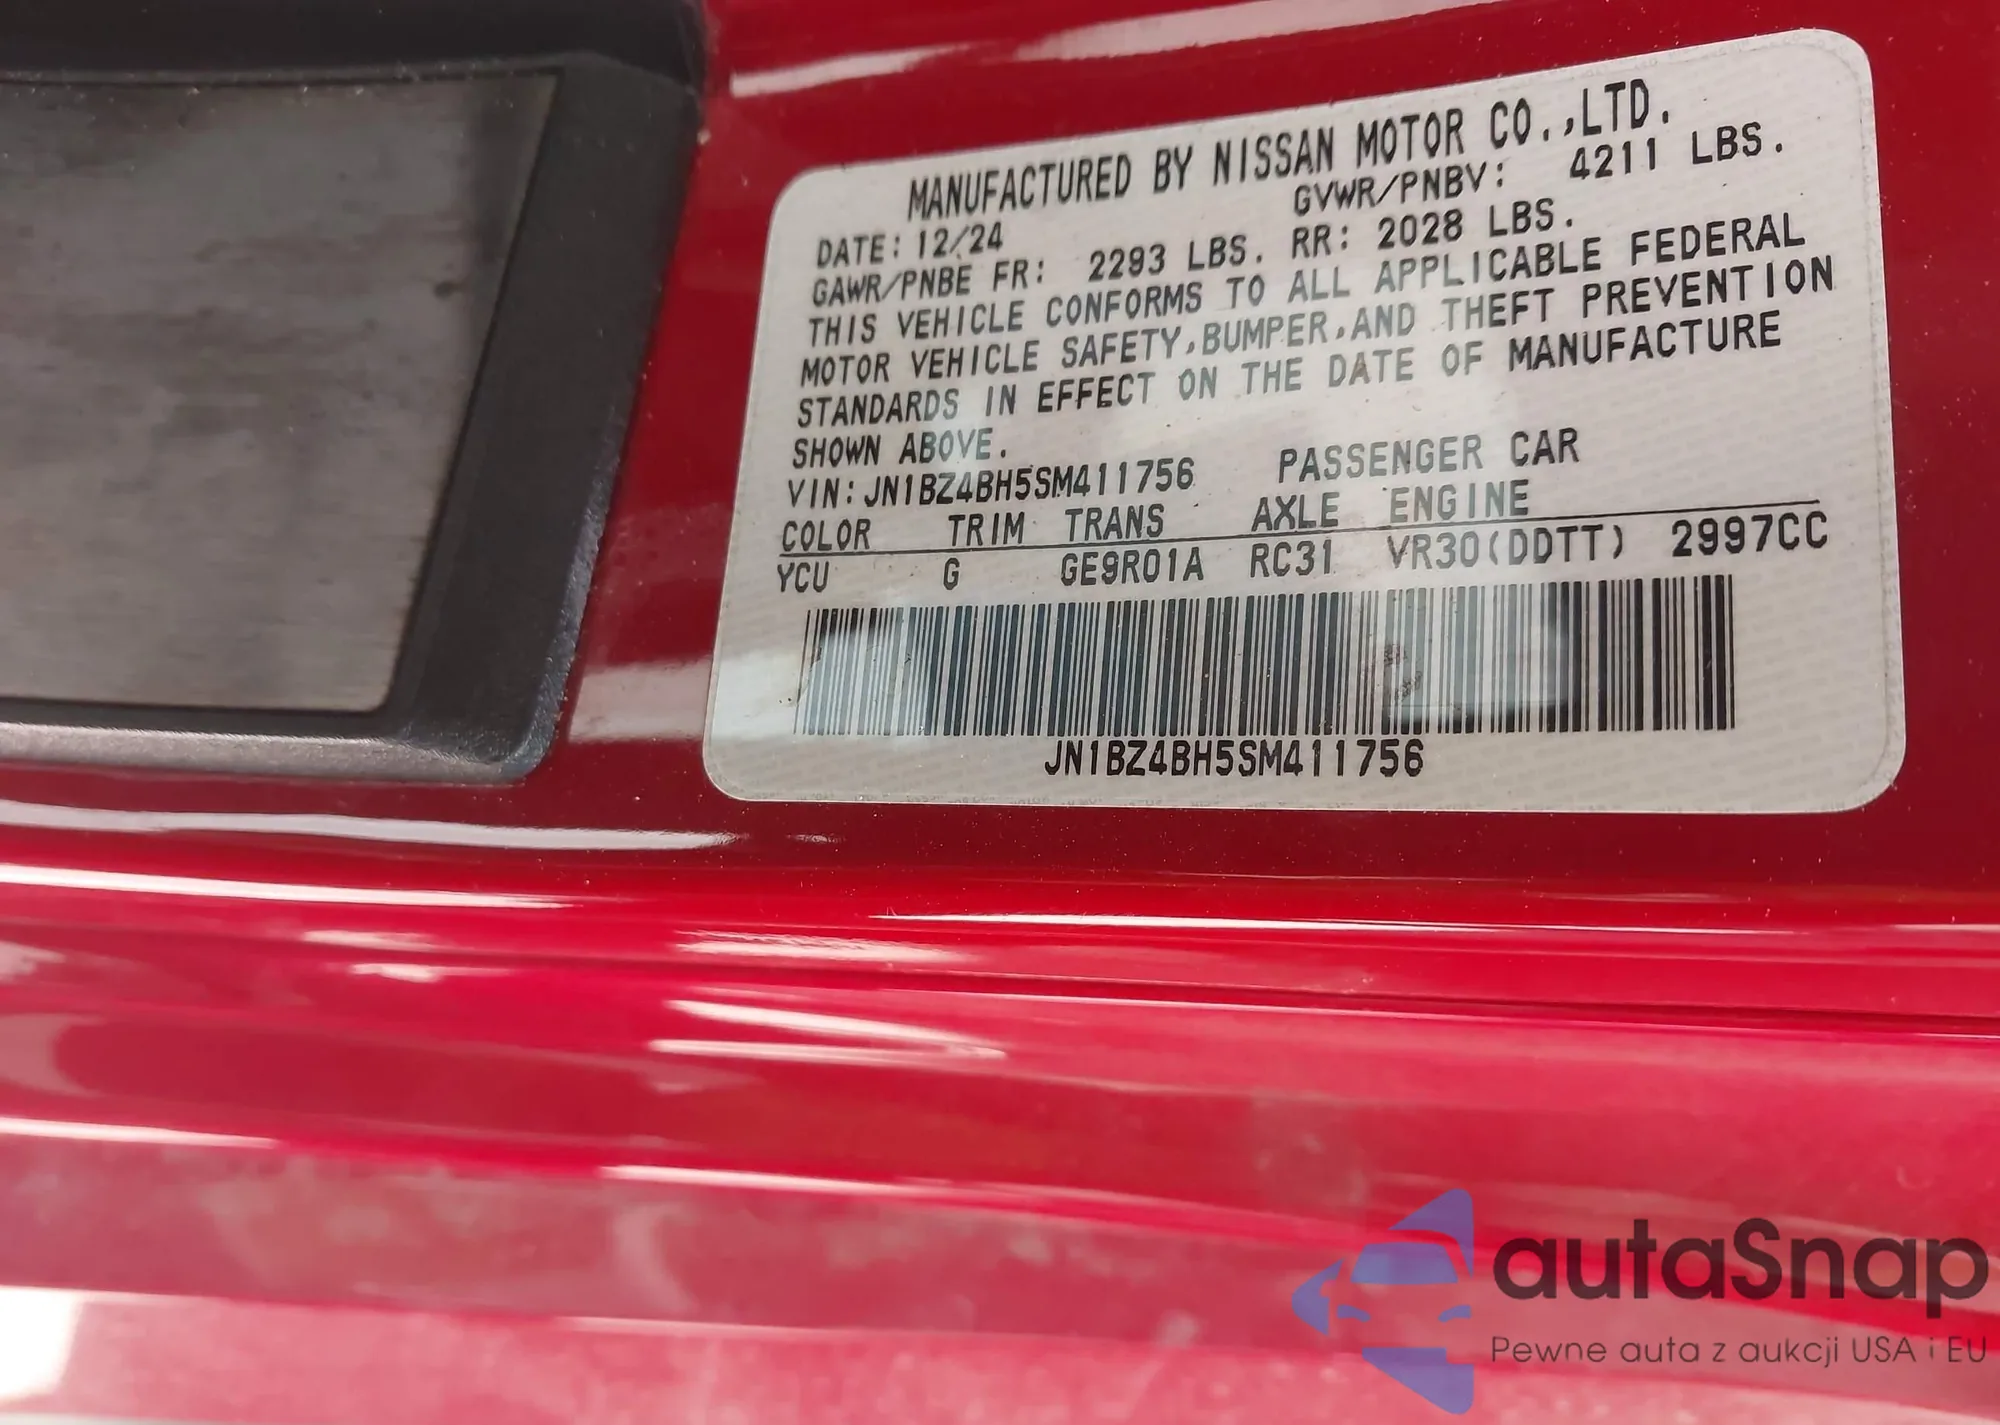 MANUFACTURED BY NISSAN MOTOR CO.,LTD.
DATE: 12/24 GVWR/PNBV: 4211 LBS.
GAWR/PNBE FR: 2293 LBS. RR: 2028 LBS.
THIS VEHICLE CONFORMS TO ALL APPLICABLE FEDERAL
MOTOR VEHICLE SAFETY,BUMPER,AND THEFT PREVENTION
STANDARDS IN EFFECT ON THE DATE OF MANUFACTURE
SHOWN ABOVE.
VIN: JN1BZ4BH5SM411756 PASSENGER CAR
COLOR TRIM TRANS AXLE ENGINE
YCU G GE9R01A RC31 VR30(DDTT) 2997CC
JN1BZ4BH5SM411756
autaSnap
Pewne auta z aukcji USA i EU